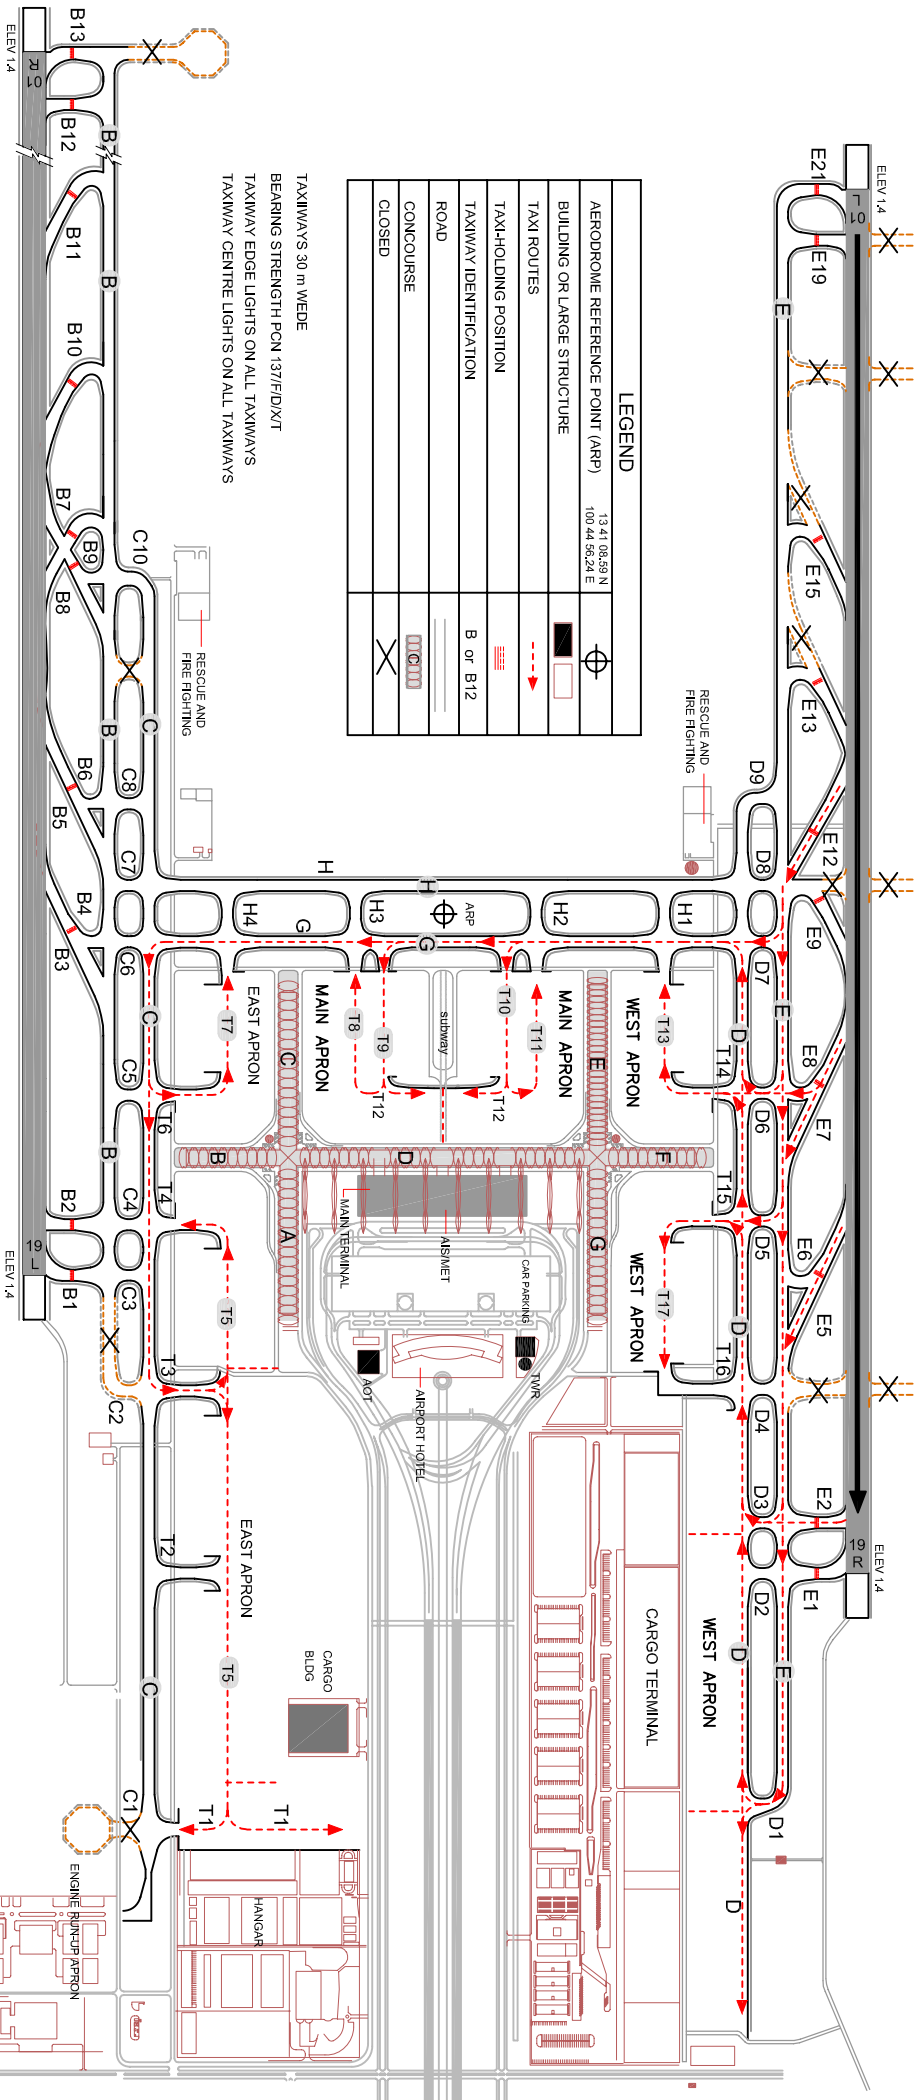 LEGEND
AERODROME REFERENCE POINT (ARP)
13 41 08.59 N
100 44 56.24 E
BUILDING OR LARGE STRUCTURE
TAXI ROUTES
TAXI-HOLDING POSITION
TAXIWAY IDENTIFICATION
B or B12
ROAD
CONCOURSE
C
CLOSED
TAXIIWAYS 30 m WEDE
BEARING STRENGTH PCN 137/F/D/X/T
TAXIWAY EDGE LIGHTS ON ALL TAXIWAYS
TAXIWAY CENTRE LIGHTS ON ALL TAXIWAYS
ELEV 1.4
01 L
E21
E19
E
E15
E13
E12
E9
E
E8
E7
E6
E5
E2
E1
E
19 R
ELEV 1.4
RESCUE AND
FIRE FIGHTING
D9
D8
D7
D
D6
D5
D
D4
D3
D2
D
D1
D
H1
H2
H
H
H3
H4
G
G
ARP
T14
T15
T16
T13
T17
WEST APRON
WEST APRON
WEST APRON
MAIN APRON
T11
T10
T12
T12
T9
T8
subway
MAIN APRON
EAST APRON
T7
E
F
G
D
C
B
A
MAIN TERMINAL
AIS/MET
CAR PARKING
TWR
AOT
AIRPORT HOTEL
CARGO TERMINAL
CARGO
BLDG
EAST APRON
T6
T4
T5
T3
T2
T5
T1
T1
HANGAR
ENGINE RUN-UP APRON
RESCUE AND
FIRE FIGHTING
C10
C
C8
C7
C6
C
C5
C4
C3
C2
C
C1
ELEV 1.4
01 R
B13
B12
B
B11
B
B10
B7
B9
B8
B
B6
B5
B4
B3
B
B2
B1
19 L
ELEV 1.4